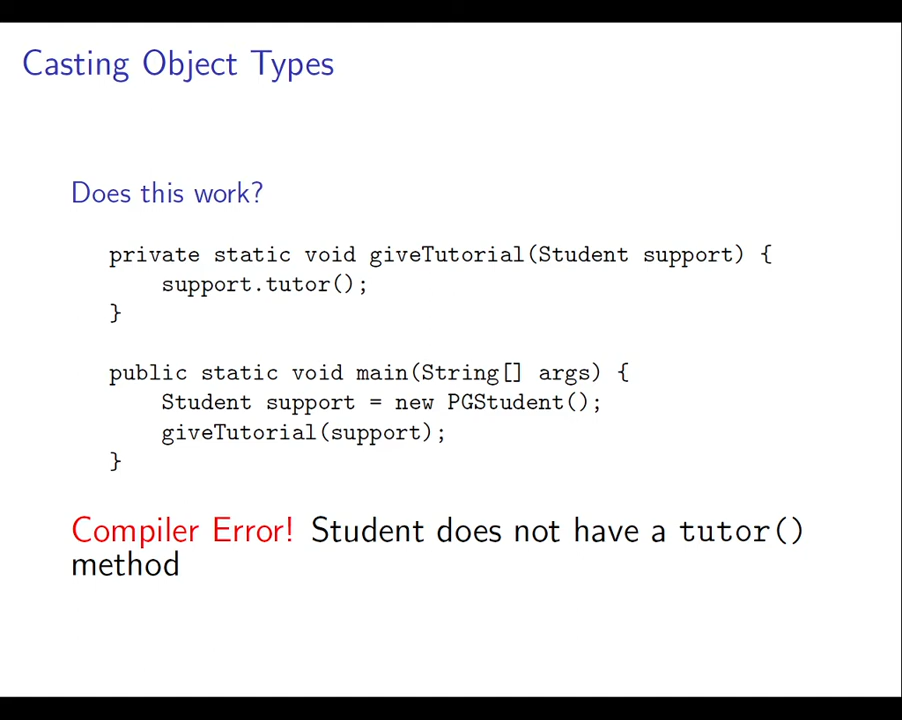 Casting Object Types
Does this work?
private static void giveTutorial(Student support) {
support.tutor();
}
public static void main(String[] args) {
Student support = new PGStudent();
giveTutorial(support);
}
Compiler Error! Student does not have a tutor()
method